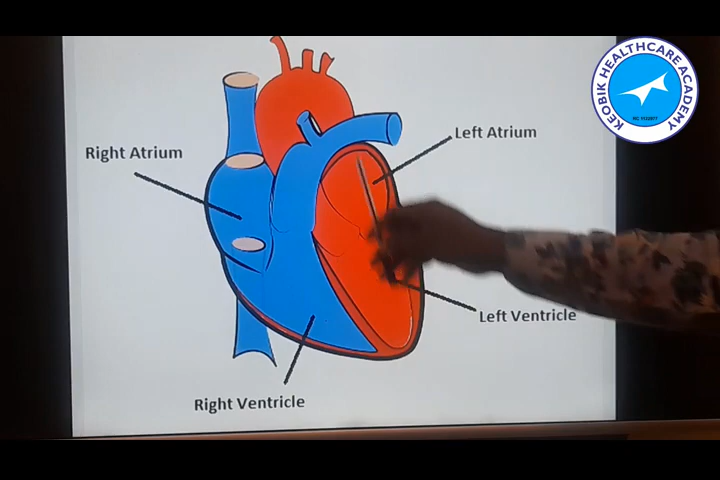 KEOBIK HEALTHCARE ACADEMY
Left Atrium
Right Atrium
Left Ventricle
Right Ventricle